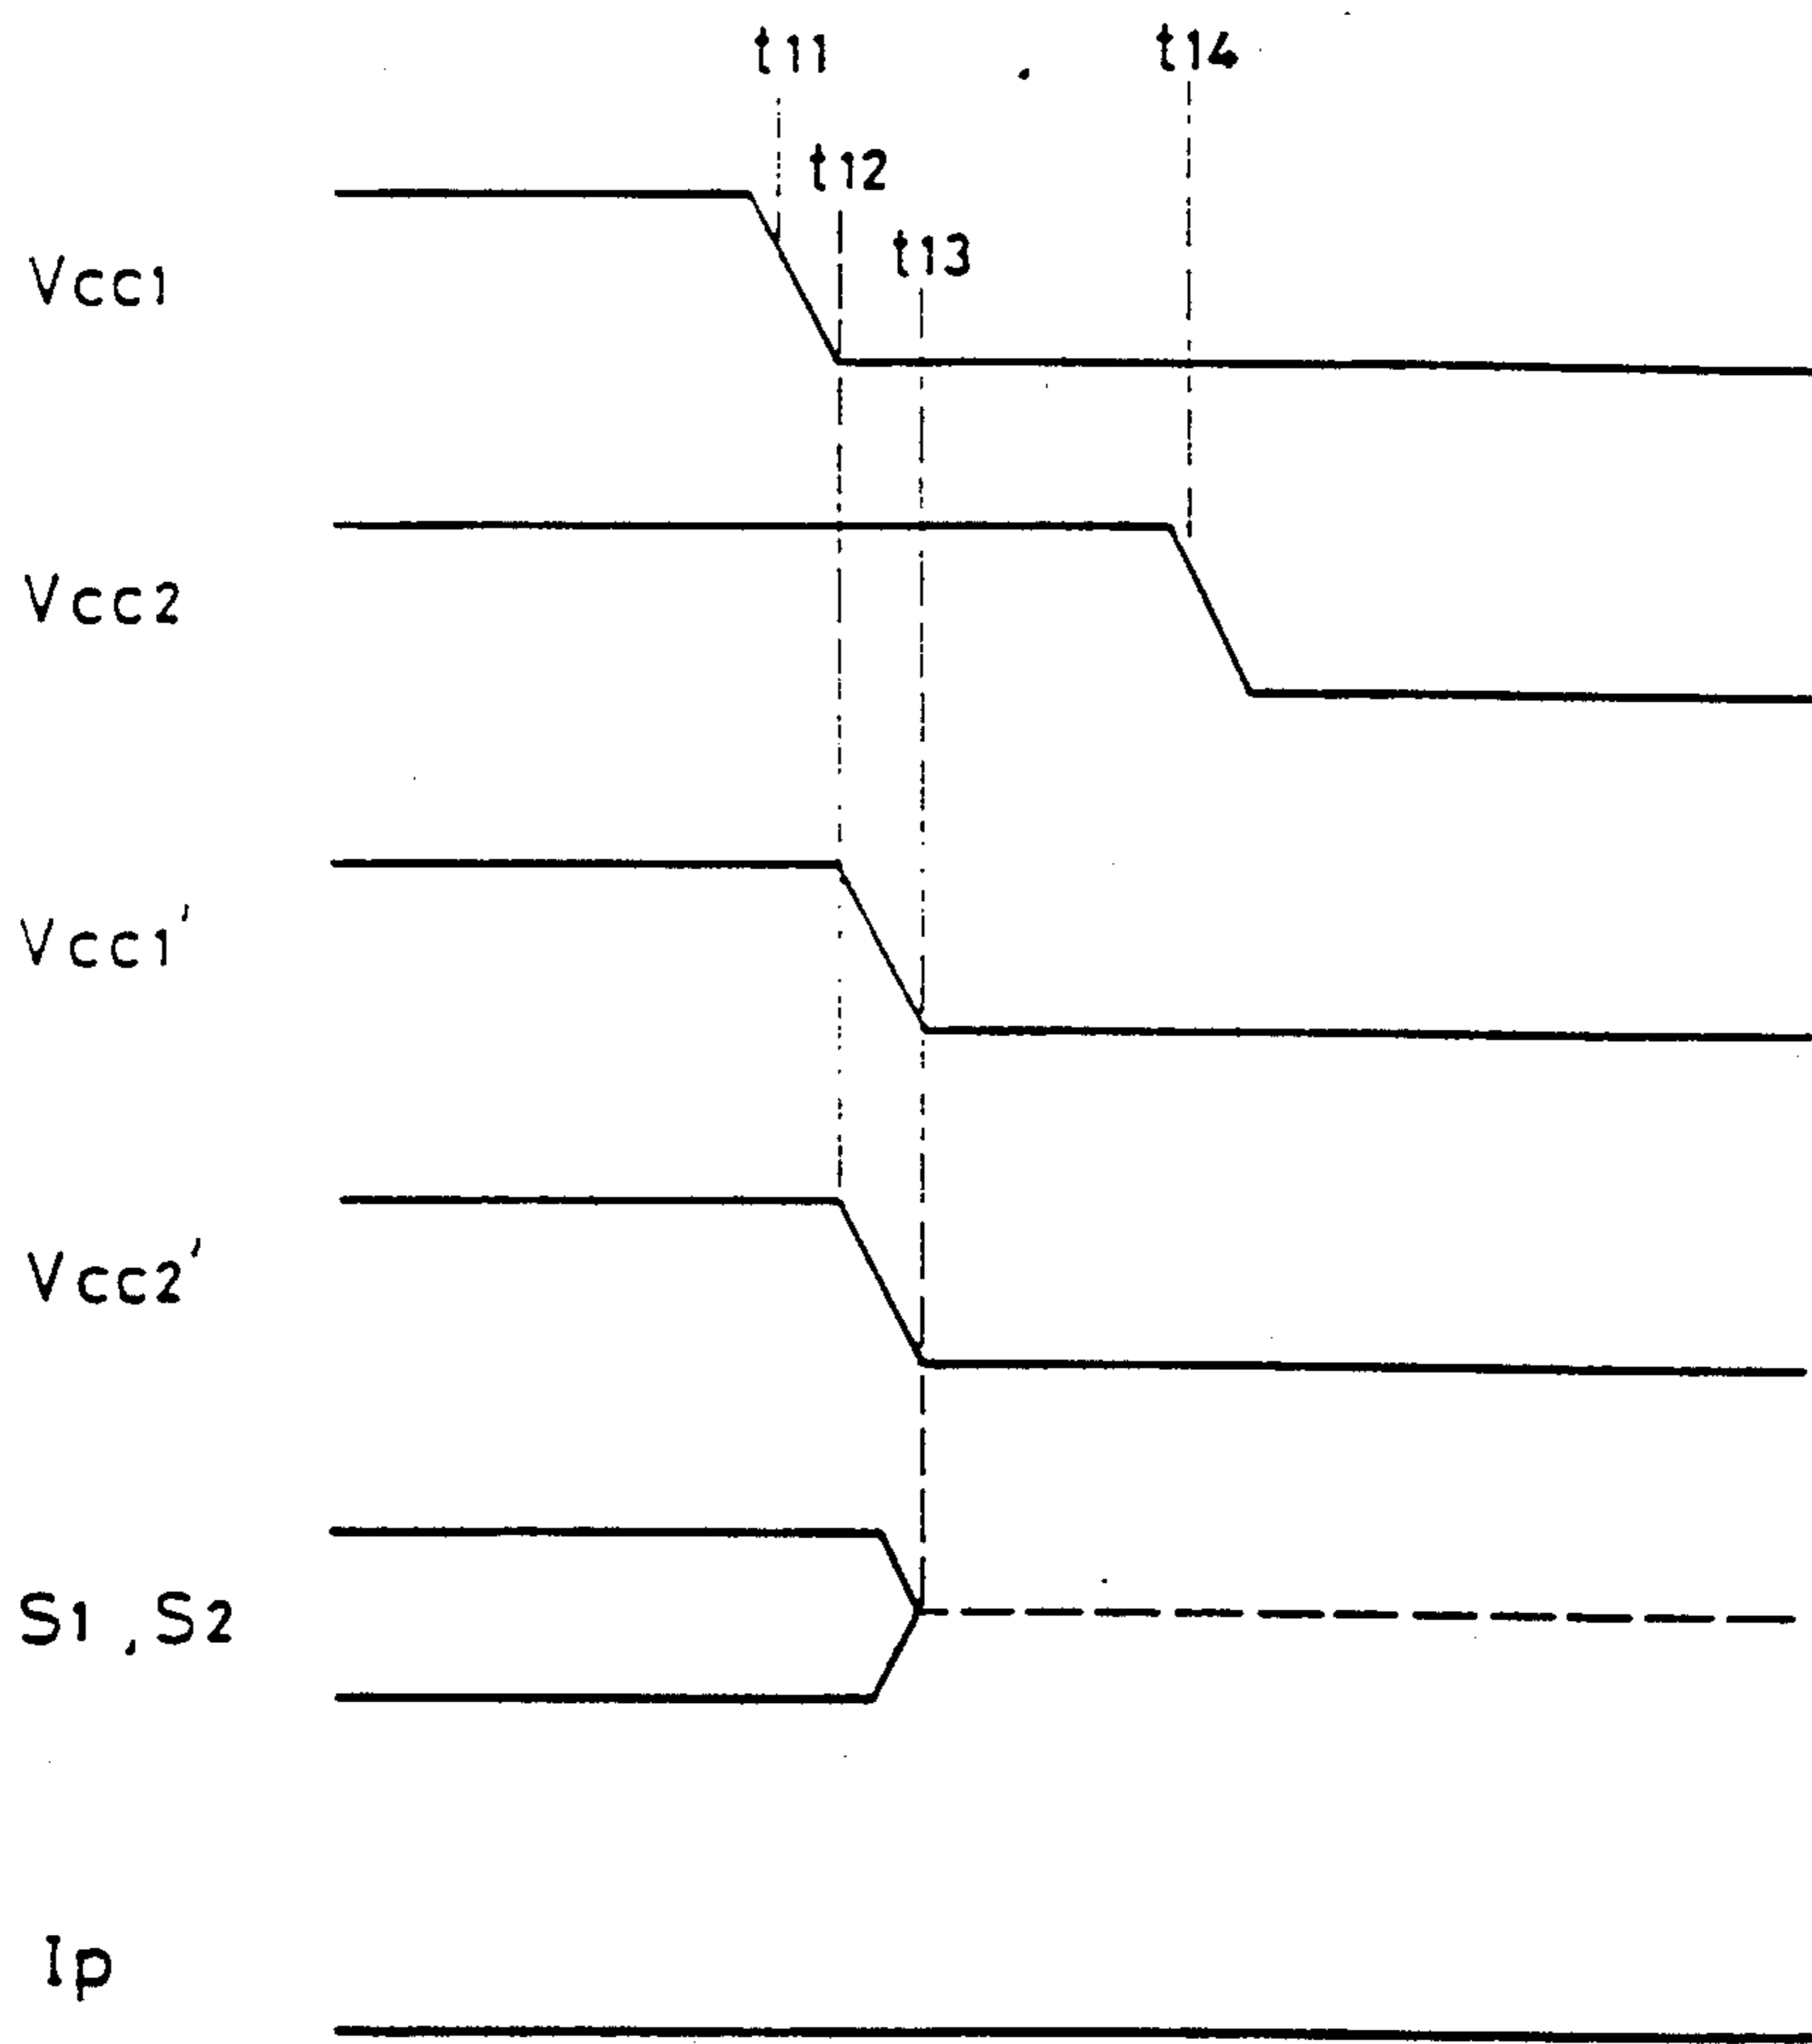 t11
t14
t12
t13
Vcc1
Vcc2
Vcc1'
Vcc2'
S1, S2
Ip